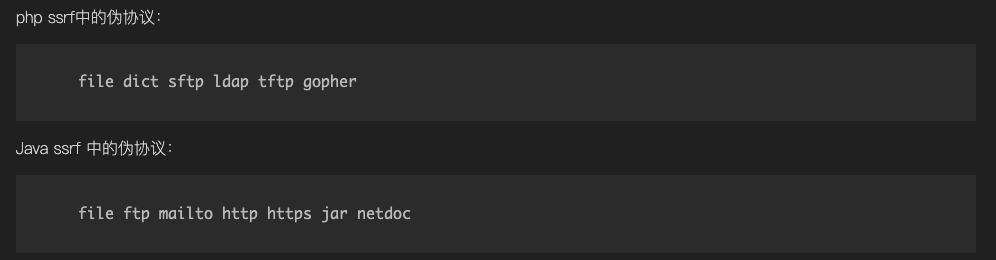 php ssrf中的伪协议：
file dict sftp ldap tftp gopher
Java ssrf 中的伪协议：
file ftp mailto http https jar netdoc